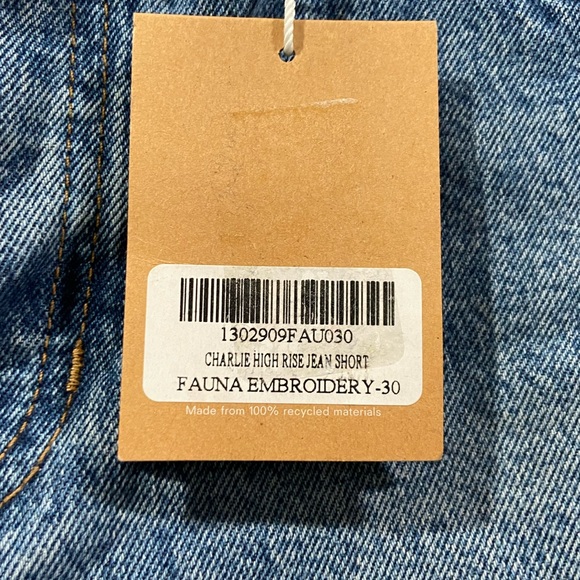 1302909FAU030
CHARLIE HIGH RISE JEAN SHORT
FAUNA EMBROIDERY-30
Made from 100% recycled materials